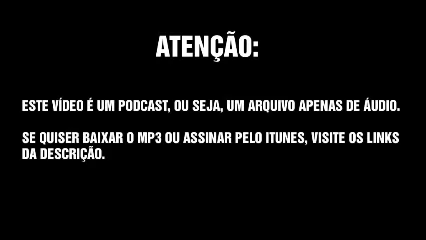 ATENÇÃO:
ESTE VÍDEO É UM PODCAST, OU SEJA, UM ARQUIVO APENAS DE ÁUDIO.
SE QUISER BAIXAR O MP3 OU ASSINAR PELO ITUNES, VISITE OS LINKS
DA DESCRIÇÃO.